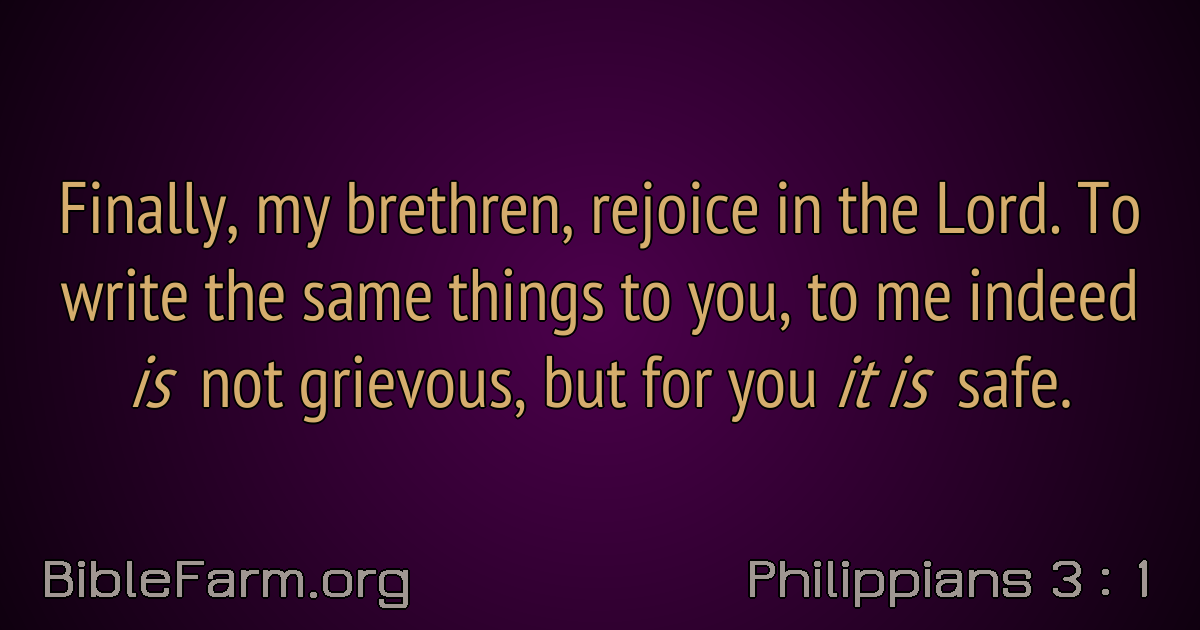 Finally, my brethren, rejoice in the Lord. To
write the same things to you, to me indeed
is not grievous, but for you it is safe.
BibleFarm.org
Philippians 3 : 1